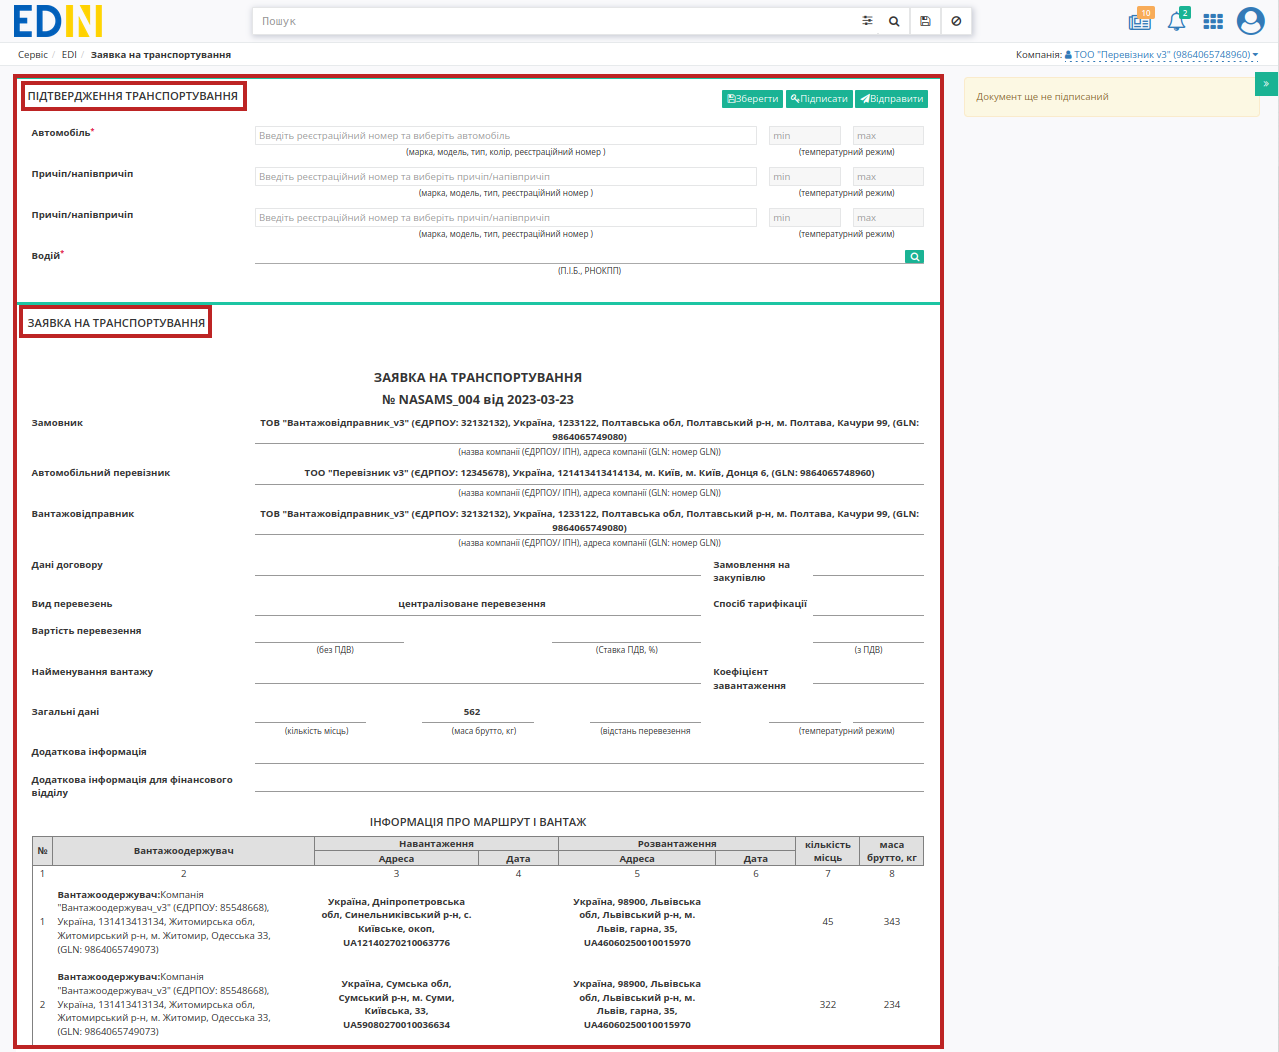 EDIN
Пошук
10
2
Сервіс / EDI / Заявка на транспортування
Компанія: ТОО "Перевізник v3" (9864065748960)
ПІДТВЕРДЖЕННЯ ТРАНСПОРТУВАННЯ
Зберегти Підписати Відправити
»
Документ ще не підписаний
Автомобіль* Введіть реєстраційний номер та виберіть автомобіль min max
(марка, модель, тип, колір, реєстраційний номер ) (температурний режим)
Причіп/напівпричіп Введіть реєстраційний номер та виберіть причіп/напівпричіп min max
(марка, модель, тип, реєстраційний номер ) (температурний режим)
Причіп/напівпричіп Введіть реєстраційний номер та виберіть причіп/напівпричіп min max
(марка, модель, тип, реєстраційний номер ) (температурний режим)
Водій*
(П.І.Б., РНОКПП)
ЗАЯВКА НА ТРАНСПОРТУВАННЯ
ЗАЯВКА НА ТРАНСПОРТУВАННЯ
№ NASAMS_004 від 2023-03-23
Замовник ТОВ "Вантажовідправник_v3" (ЄДРПОУ: 32132132), Україна, 1233122, Полтавська обл, Полтавський р-н, м. Полтава, Качури 99, (GLN:
9864065749080)
(назва компанії (ЄДРПОУ/ ІПН), адреса компанії (GLN: номер GLN))
Автомобільний перевізник ТОО "Перевізник v3" (ЄДРПОУ: 12345678), Україна, 121413413414134, м. Київ, м. Київ, Донця 6, (GLN: 9864065748960)
(назва компанії (ЄДРПОУ/ ІПН), адреса компанії (GLN: номер GLN))
Вантажовідправник ТОВ "Вантажовідправник_v3" (ЄДРПОУ: 32132132), Україна, 1233122, Полтавська обл, Полтавський р-н, м. Полтава, Качури 99, (GLN:
9864065749080)
(назва компанії (ЄДРПОУ/ ІПН), адреса компанії (GLN: номер GLN))
Дані договору Замовлення на
закупівлю
Вид перевезень централізоване перевезення Спосіб тарифікації
Вартість перевезення
(без ПДВ) (Ставка ПДВ, %) (з ПДВ)
Найменування вантажу Коефіцієнт
завантаження
Загальні дані 562
(кількість місць) (маса брутто, кг) (відстань перевезення (температурний режим)
Додаткова інформація
Додаткова інформація для фінансового
відділу
ІНФОРМАЦІЯ ПРО МАРШРУТ І ВАНТАЖ
№ Вантажоодержувач Навантаження Розвантаження кількість маса
Адреса Дата Адреса Дата місць брутто, кг
1 2 3 4 5 6 7 8
Вантажоодержувач:Компанія
"Вантажоодержувач_v3" (ЄДРПОУ: 85548668),
1 Україна, 131413413134, Житомирська обл,
Житомирський р-н, м. Житомир, Одесська 33,
(GLN: 9864065749073)
Україна, Дніпропетровська
обл, Синельниківський р-н, с.
Київське, окоп,
UA12140270210063776
Україна, 98900, Львівська
обл, Львівський р-н, м.
Львів, гарна, 35,
UA46060250010015970
45 343
Вантажоодержувач:Компанія
"Вантажоодержувач_v3" (ЄДРПОУ: 85548668),
2 Україна, 131413413134, Житомирська обл,
Житомирський р-н, м. Житомир, Одесська 33,
(GLN: 9864065749073)
Україна, Сумська обл,
Сумський р-н, м. Суми,
Київська, 33,
UA59080270010036634
Україна, 98900, Львівська
обл, Львівський р-н, м.
Львів, гарна, 35,
UA46060250010015970
322 234